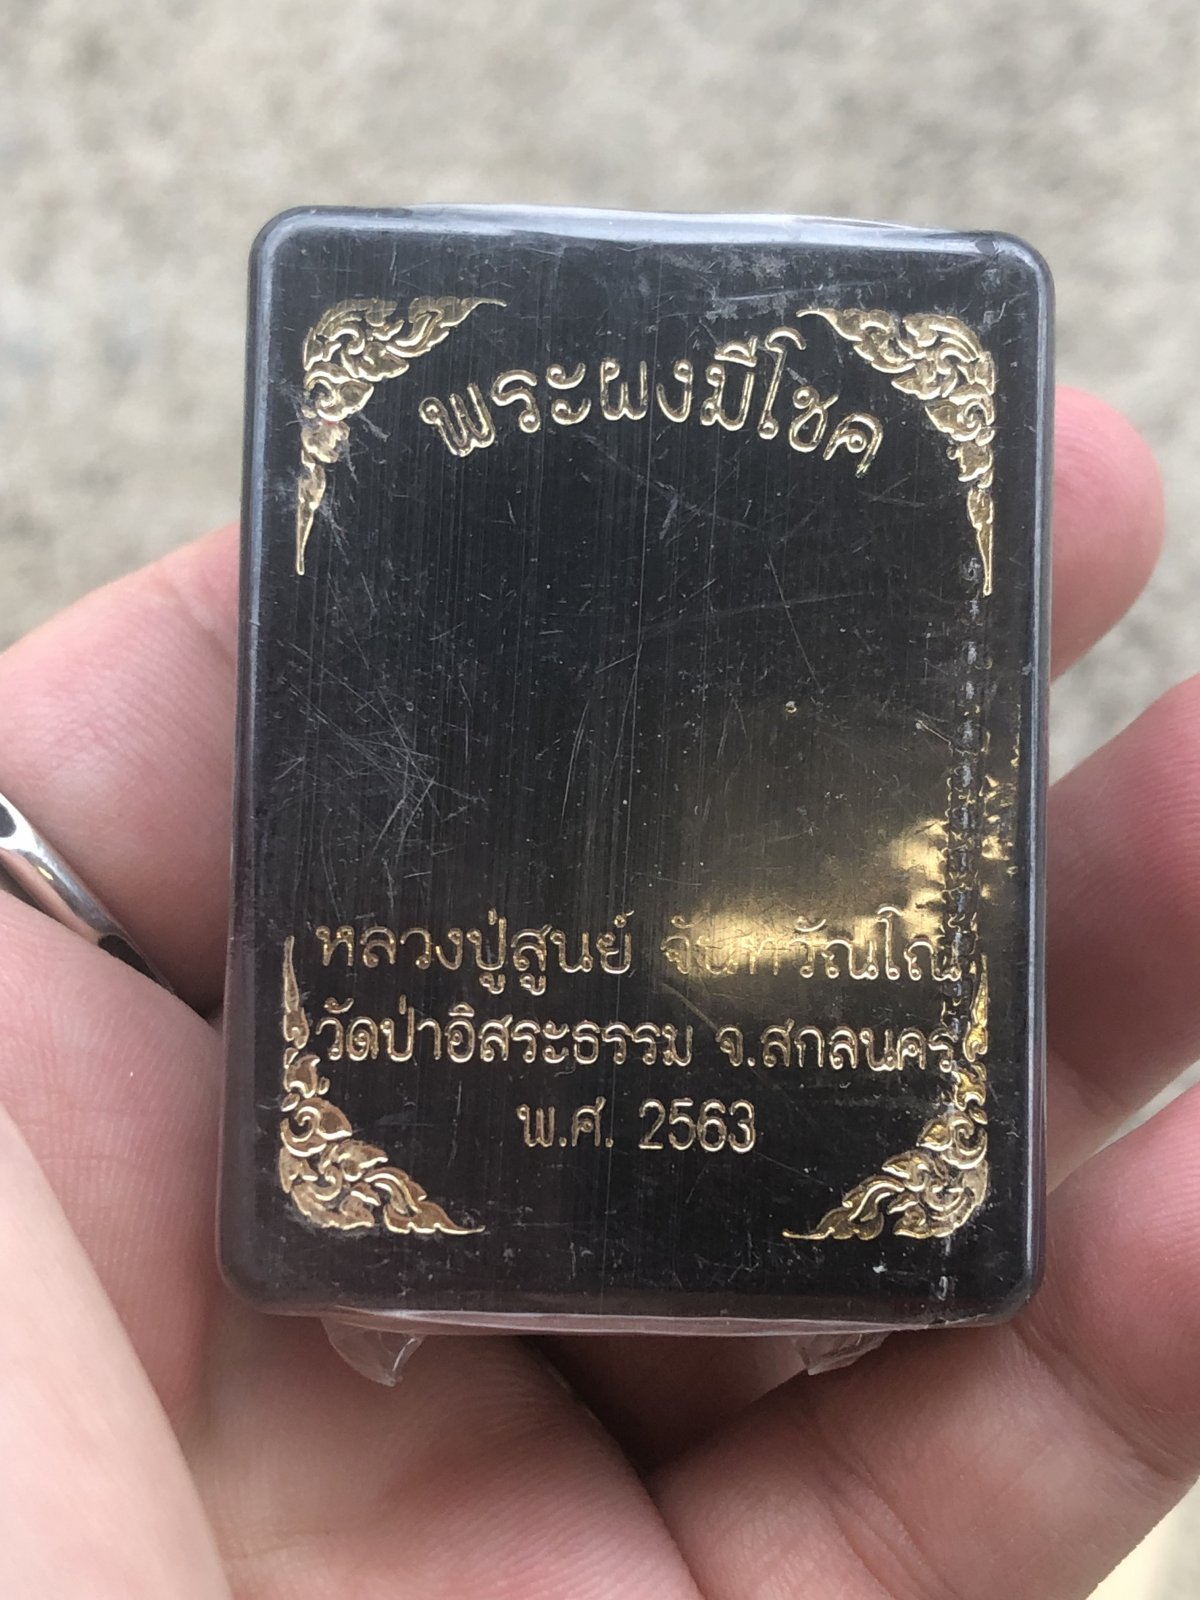 พระผงมีโชค
หลวงปู่สูนย์ จันทวัณโณ
วัดป่าอิสระธรรม จ.สกลนคร
พ.ศ. 2563